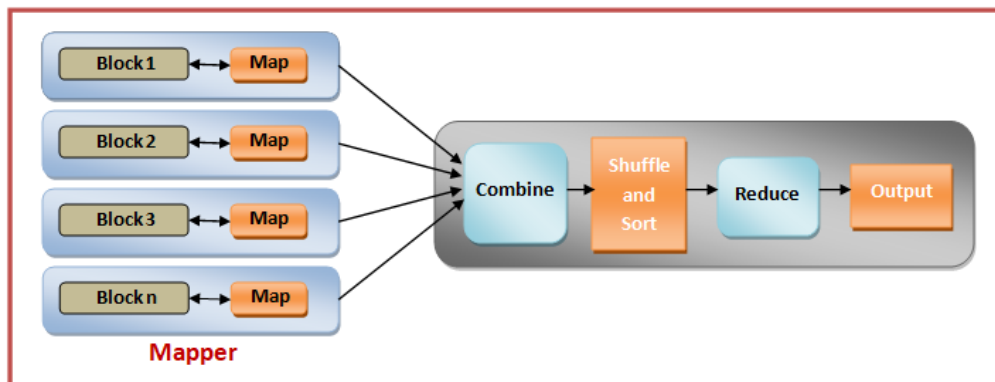 Block 1
Map
Block 2
Map
Block 3
Map
Block n
Map
Mapper
Combine
Shuffle
and
Sort
Reduce
Output